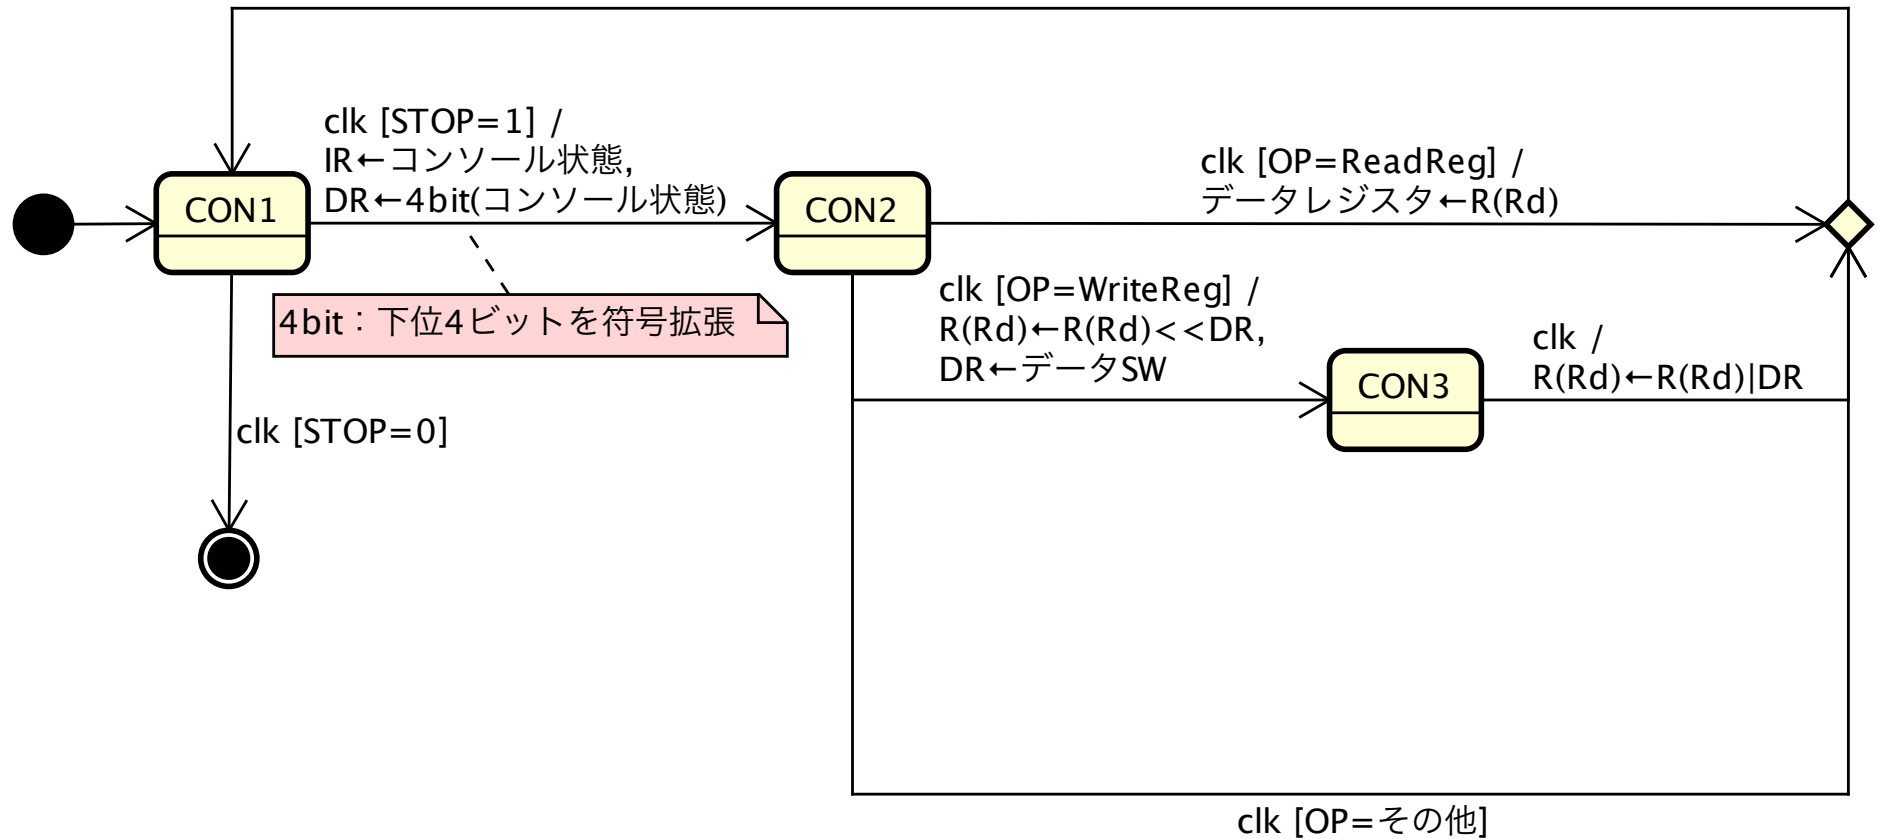 clk [STOP=1] /
IR←コンソール状態,
DR←4bit(コンソール状態)
CON1
CON2
clk [OP=ReadReg] /
データレジスタ←R(Rd)
4bit：下位4ビットを符号拡張
clk [OP=WriteReg] /
R(Rd)←R(Rd)<<DR,
DR←データSW
CON3
clk /
R(Rd)←R(Rd)|DR
clk [STOP=0]
clk [OP=その他]